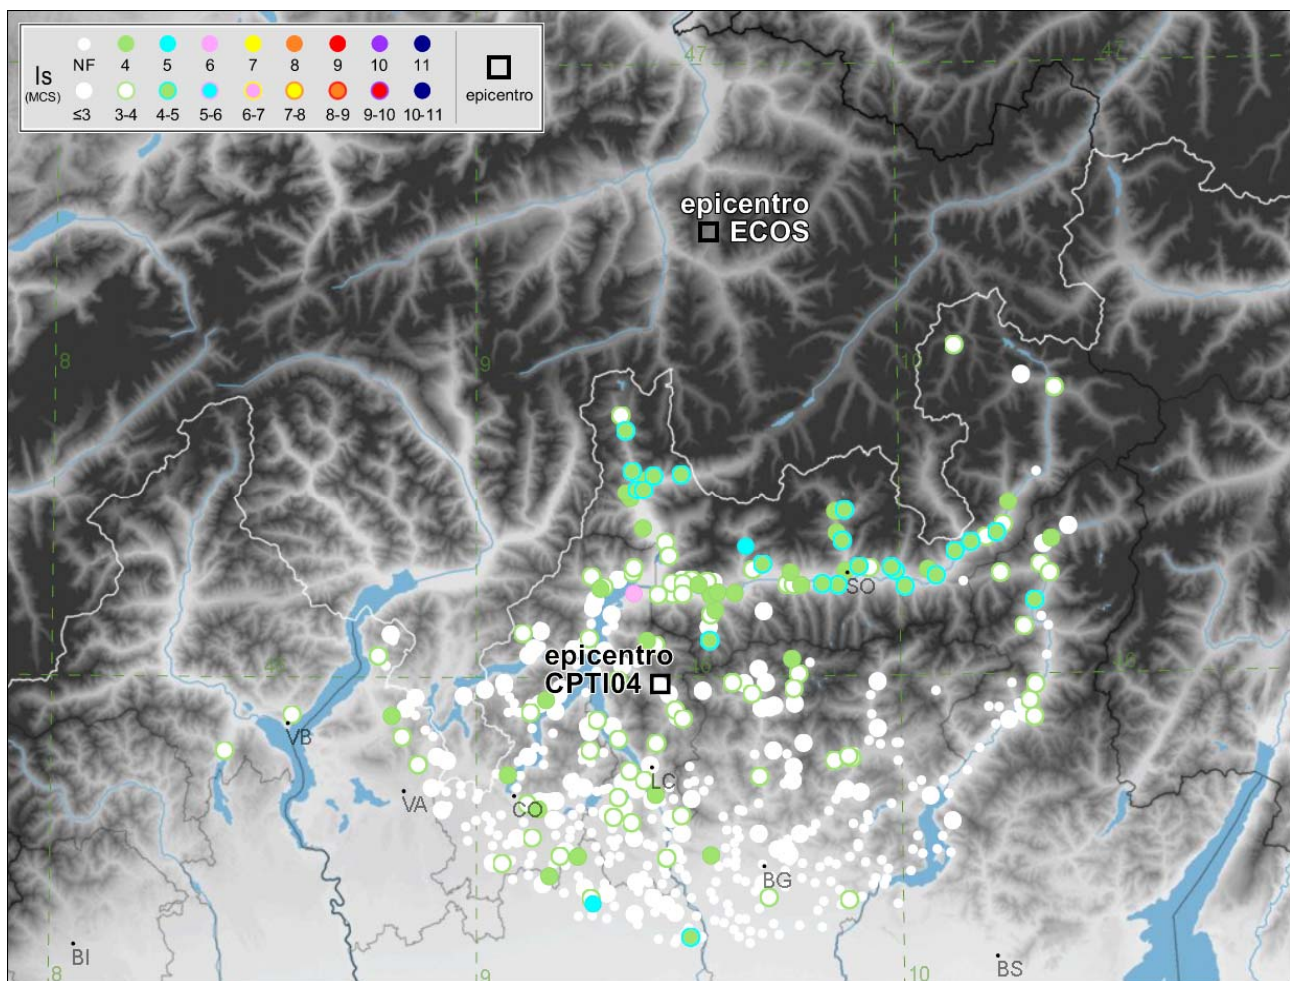 NF 4 5 6 7 8 9 10 11
Is
(MCS)
≤3 3-4 4-5 5-6 6-7 7-8 8-9 9-10 10-11
epicentro
47
47
epicentro
ECOS
8
9
10
SO
epicentro
CPTI04
46
46
46
VB
LC
VA
CO
BG
BI
BS
8
9
10